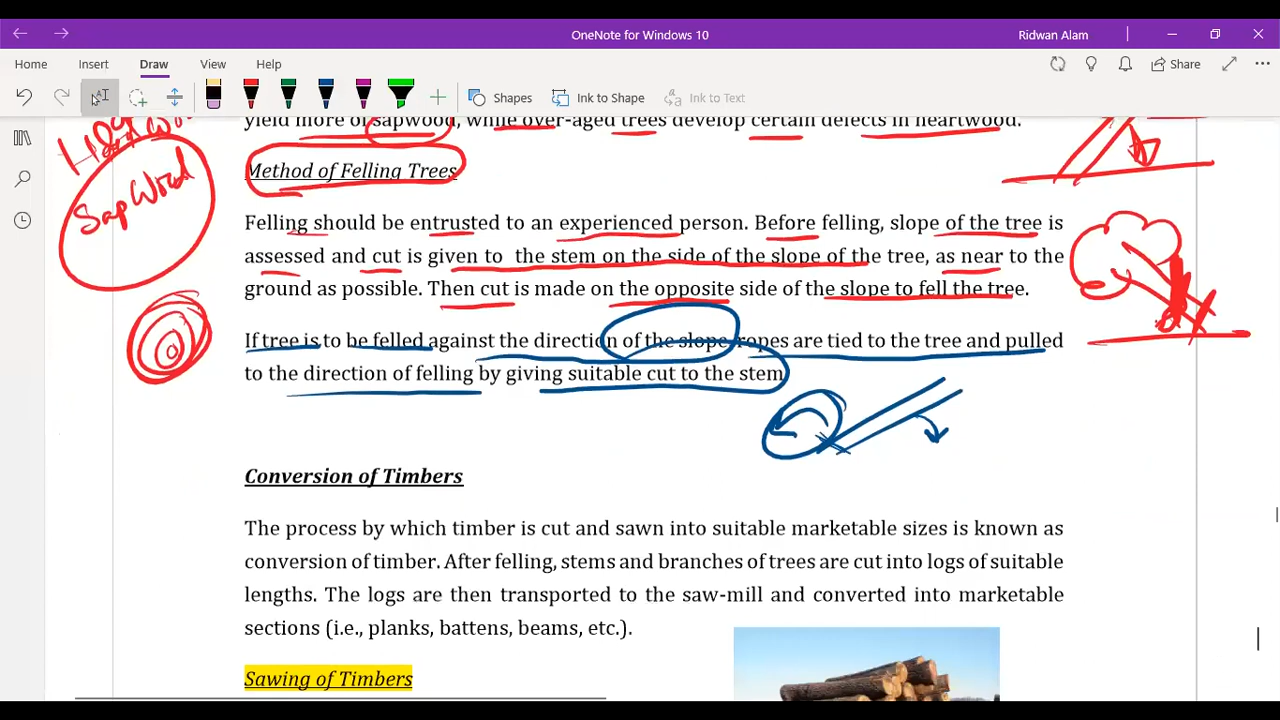 OneNote for Windows 10
Ridwan Alam
Home Insert Draw View Help
Share
Shapes Ink to Shape Ink to Text
yield more of sapwood, while over-aged trees develop certain defects in heartwood.
Sap Wood
Method of Felling Trees
Felling should be entrusted to an experienced person. Before felling, slope of the tree is
assessed and cut is given to the stem on the side of the slope of the tree, as near to the
ground as possible. Then cut is made on the opposite side of the slope to fell the tree.
If tree is to be felled against the direction of the slope ropes are tied to the tree and pulled
to the direction of felling by giving suitable cut to the stem
Conversion of Timbers
The process by which timber is cut and sawn into suitable marketable sizes is known as
conversion of timber. After felling, stems and branches of trees are cut into logs of suitable
lengths. The logs are then transported to the saw-mill and converted into marketable
sections (i.e., planks, battens, beams, etc.).
Sawing of Timbers